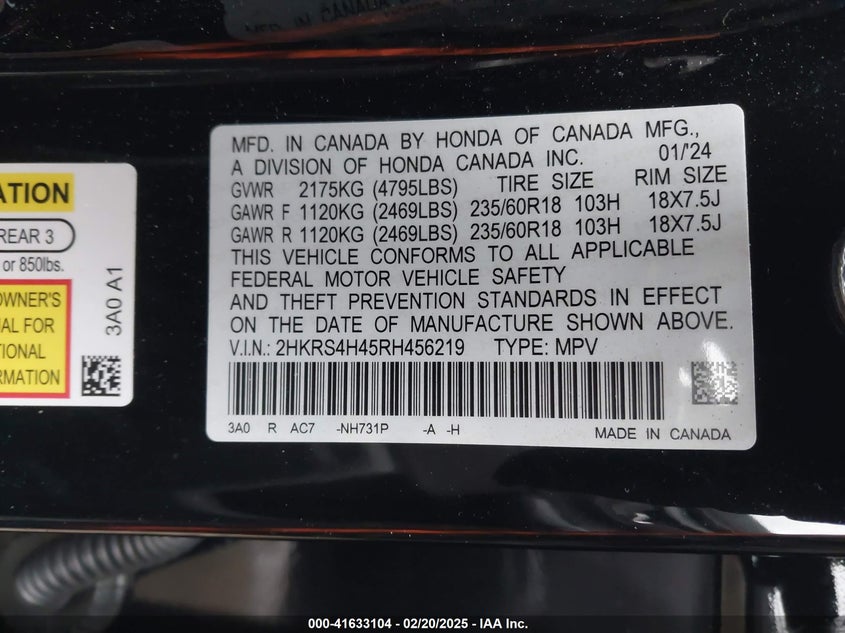 MFD. IN CANADA BY HONDA OF CANADA MFG.,
A DIVISION OF HONDA CANADA INC. 01/'24
GVWR 2175KG (4795LBS) TIRE SIZE RIM SIZE
GAWR F 1120KG (2469LBS) 235/60R18 103H 18X7.5J
GAWR R 1120KG (2469LBS) 235/60R18 103H 18X7.5J
THIS VEHICLE CONFORMS TO ALL APPLICABLE
FEDERAL MOTOR VEHICLE SAFETY
AND THEFT PREVENTION STANDARDS IN EFFECT
ON THE DATE OF MANUFACTURE SHOWN ABOVE.
V.I.N.: 2HKRS4H45RH456219 TYPE: MPV
3A0 R AC7 -NH731P -A -H
MADE IN CANADA
ATION
REAR 3
or 850lbs.
OWNER'S
AL FOR
TIONAL
RMATION
3A0 A1
000-41633104 - 02/20/2025 - IAA Inc.